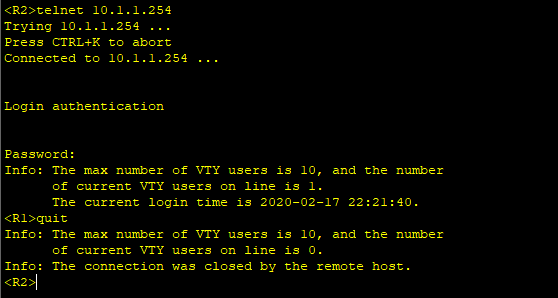 <R2>telnet 10.1.1.254
Trying 10.1.1.254 ...
Press CTRL+K to abort
Connected to 10.1.1.254 ...
Login authentication
Password:
Info: The max number of VTY users is 10, and the number
of current VTY users on line is 1.
The current login time is 2020-02-17 22:21:40.
<R1>quit
Info: The max number of VTY users is 10, and the number
of current VTY users on line is 0.
Info: The connection was closed by the remote host.
<R2>